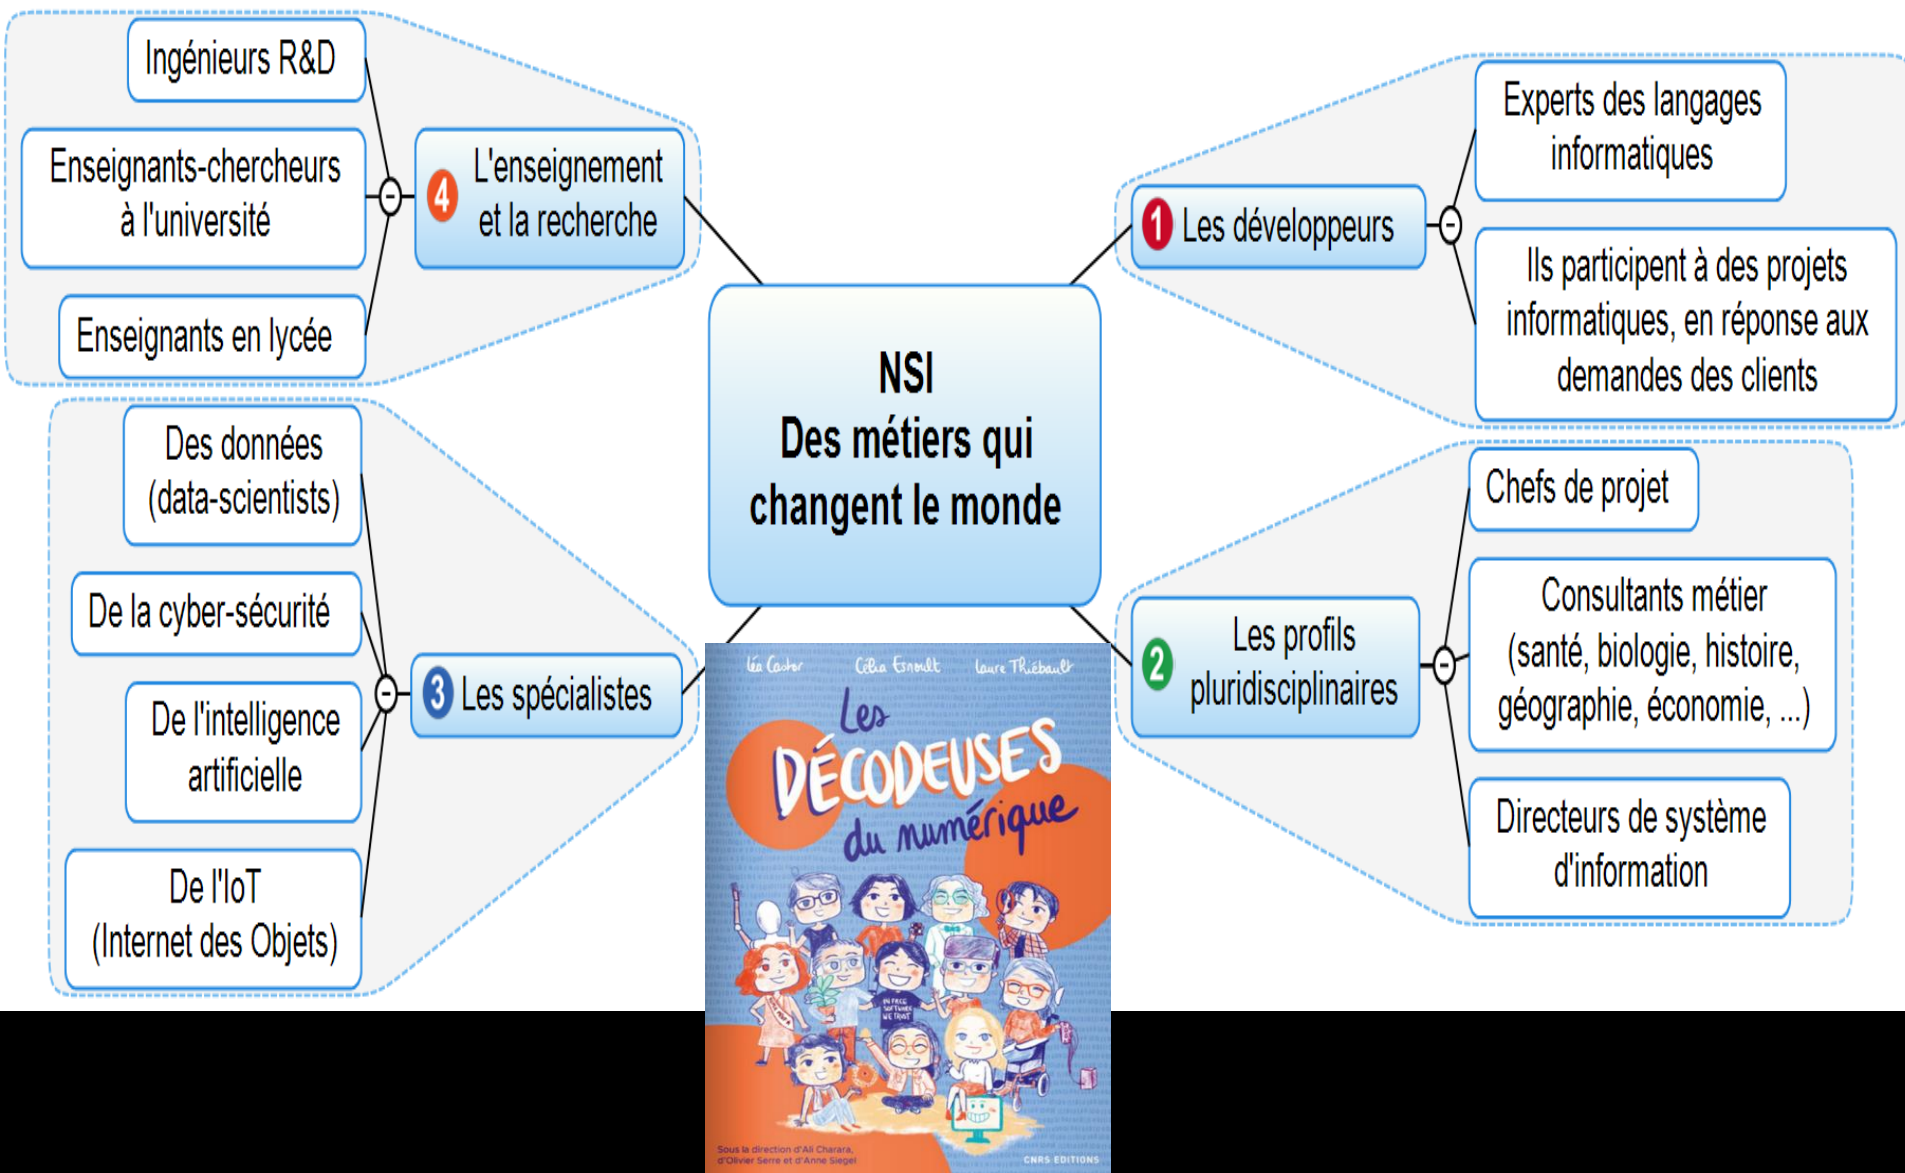 NSI
Des métiers qui
changent le monde
1 Les développeurs
Experts des langages
informatiques
Ils participent à des projets
informatiques, en réponse aux
demandes des clients
2 Les profils
pluridisciplinaires
Chefs de projet
Consultants métier
(santé, biologie, histoire,
géographie, économie, ...)
Directeurs de système
d'information
3 Les spécialistes
Des données
(data-scientists)
De la cyber-sécurité
De l'intelligence
artificielle
De l'IoT
(Internet des Objets)
4 L'enseignement
et la recherche
Ingénieurs R&D
Enseignants-chercheurs
à l'université
Enseignants en lycée
Léa Castor Célia Esnoult Laure Thiébault
Les
DÉCODEUSES
du numérique
IN FREE
SOFTWARE
WE TRUST
Sous la direction d'Ali Charara,
d'Olivier Serre et d'Anne Siegel
CNRS EDITIONS